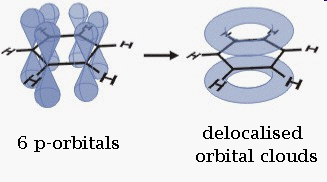 H H H H H H
H H H H H H
6 p-orbitals
delocalised
orbital clouds